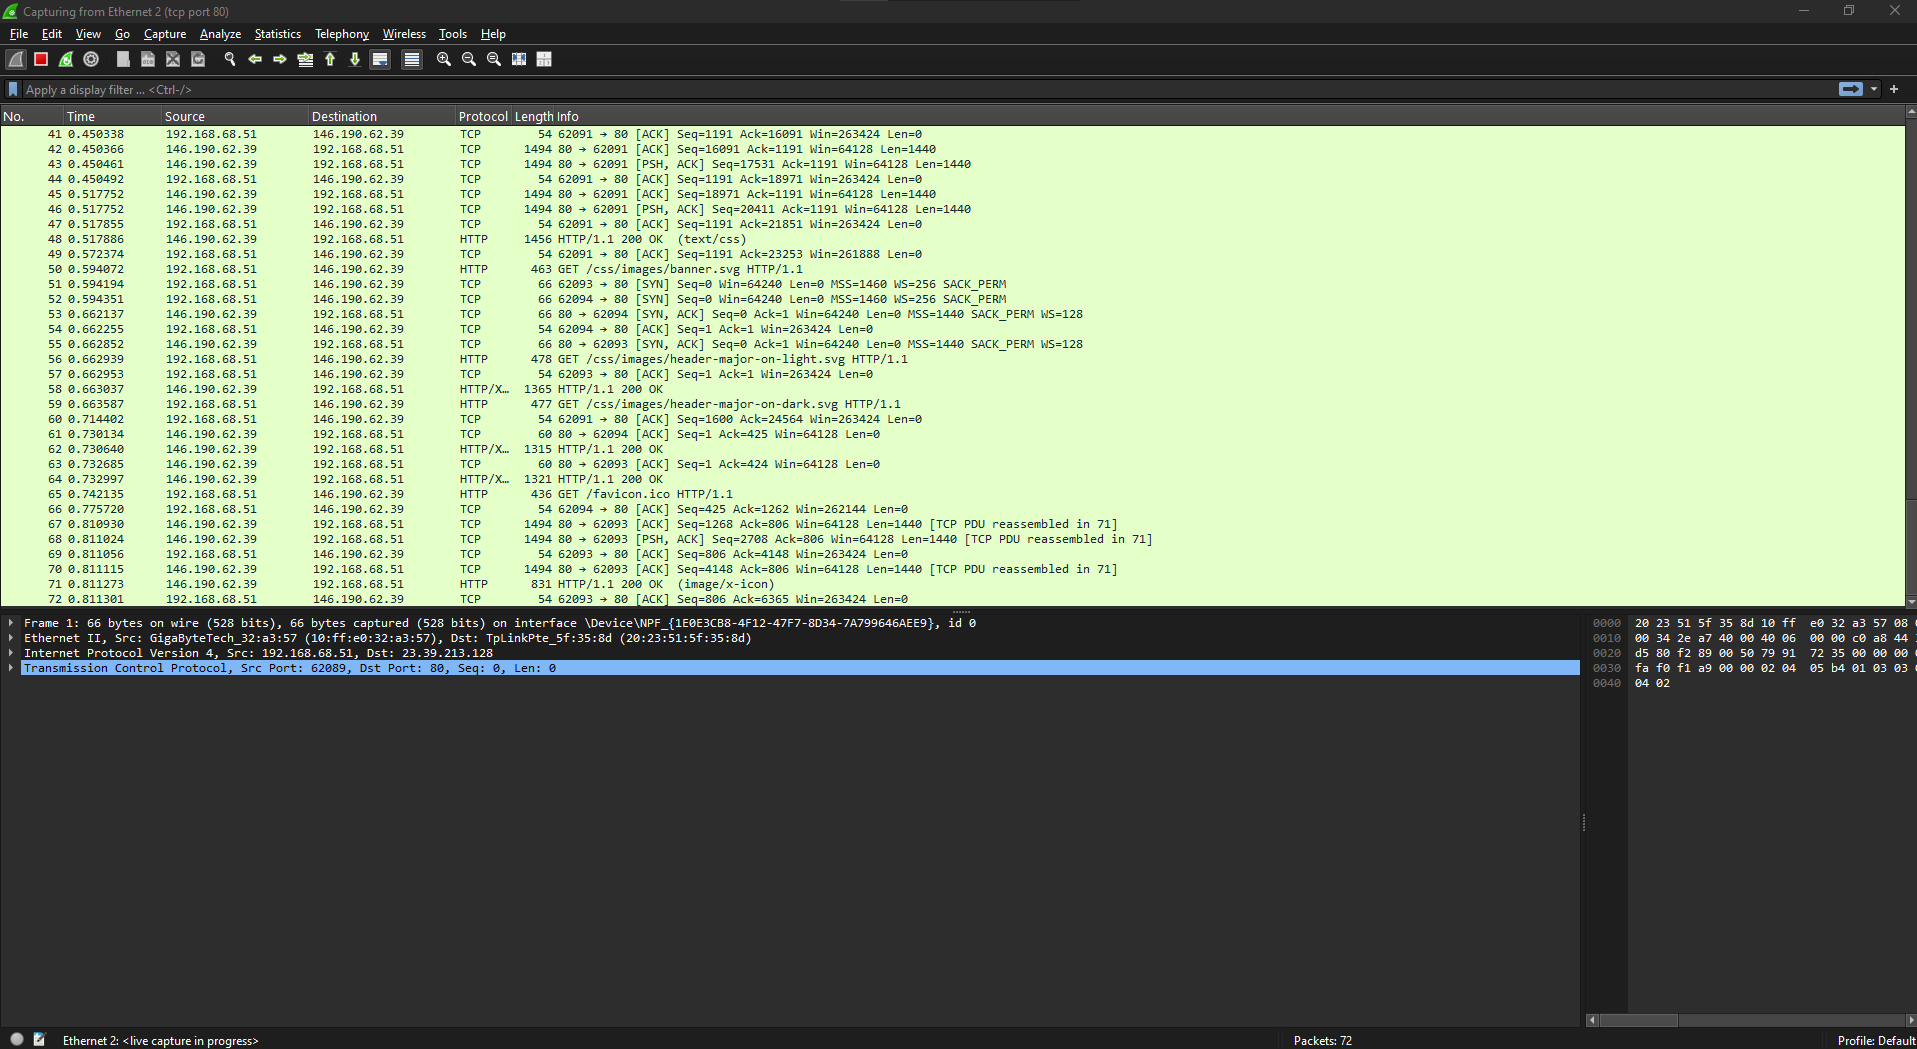 Capturing from Ethernet 2 (tcp port 80)
File Edit View Go Capture Analyze Statistics Telephony Wireless Tools Help
Apply a display filter ... <Ctrl-/>
No. Time Source Destination Protocol Length Info
41 0.450338 192.168.68.51 146.190.62.39 TCP 54 62091 → 80 [ACK] Seq=1191 Ack=16091 Win=263424 Len=0
42 0.450366 146.190.62.39 192.168.68.51 TCP 1494 80 → 62091 [ACK] Seq=16091 Ack=1191 Win=64128 Len=1440
43 0.450461 146.190.62.39 192.168.68.51 TCP 1494 80 → 62091 [PSH, ACK] Seq=17531 Ack=1191 Win=64128 Len=1440
44 0.450492 192.168.68.51 146.190.62.39 TCP 54 62091 → 80 [ACK] Seq=1191 Ack=18971 Win=263424 Len=0
45 0.517752 146.190.62.39 192.168.68.51 TCP 1494 80 → 62091 [ACK] Seq=18971 Ack=1191 Win=64128 Len=1440
46 0.517752 146.190.62.39 192.168.68.51 TCP 1494 80 → 62091 [PSH, ACK] Seq=20411 Ack=1191 Win=64128 Len=1440
47 0.517855 192.168.68.51 146.190.62.39 TCP 54 62091 → 80 [ACK] Seq=1191 Ack=21851 Win=263424 Len=0
48 0.517886 146.190.62.39 192.168.68.51 HTTP 1456 HTTP/1.1 200 OK (text/css)
49 0.572374 192.168.68.51 146.190.62.39 TCP 54 62091 → 80 [ACK] Seq=1191 Ack=23253 Win=261888 Len=0
50 0.594072 192.168.68.51 146.190.62.39 HTTP 463 GET /css/images/banner.svg HTTP/1.1
51 0.594194 192.168.68.51 146.190.62.39 TCP 66 62093 → 80 [SYN] Seq=0 Win=64240 Len=0 MSS=1460 WS=256 SACK_PERM
52 0.594351 192.168.68.51 146.190.62.39 TCP 66 62094 → 80 [SYN] Seq=0 Win=64240 Len=0 MSS=1460 WS=256 SACK_PERM
53 0.662137 146.190.62.39 192.168.68.51 TCP 66 80 → 62094 [SYN, ACK] Seq=0 Ack=1 Win=64240 Len=0 MSS=1440 SACK_PERM WS=128
54 0.662255 192.168.68.51 146.190.62.39 TCP 54 62094 → 80 [ACK] Seq=1 Ack=1 Win=263424 Len=0
55 0.662852 146.190.62.39 192.168.68.51 TCP 66 80 → 62093 [SYN, ACK] Seq=0 Ack=1 Win=64240 Len=0 MSS=1440 SACK_PERM WS=128
56 0.662939 192.168.68.51 146.190.62.39 HTTP 478 GET /css/images/header-major-on-light.svg HTTP/1.1
57 0.662953 192.168.68.51 146.190.62.39 TCP 54 62093 → 80 [ACK] Seq=1 Ack=1 Win=263424 Len=0
58 0.663037 146.190.62.39 192.168.68.51 HTTP/X… 1365 HTTP/1.1 200 OK
59 0.663587 192.168.68.51 146.190.62.39 HTTP 477 GET /css/images/header-major-on-dark.svg HTTP/1.1
60 0.714402 192.168.68.51 146.190.62.39 TCP 54 62091 → 80 [ACK] Seq=1600 Ack=24564 Win=263424 Len=0
61 0.730134 146.190.62.39 192.168.68.51 TCP 60 80 → 62094 [ACK] Seq=1 Ack=425 Win=64128 Len=0
62 0.730640 146.190.62.39 192.168.68.51 HTTP/X… 1315 HTTP/1.1 200 OK
63 0.732685 146.190.62.39 192.168.68.51 TCP 60 80 → 62093 [ACK] Seq=1 Ack=424 Win=64128 Len=0
64 0.732997 146.190.62.39 192.168.68.51 HTTP/X… 1321 HTTP/1.1 200 OK
65 0.742135 192.168.68.51 146.190.62.39 HTTP 436 GET /favicon.ico HTTP/1.1
66 0.775720 192.168.68.51 146.190.62.39 TCP 54 62094 → 80 [ACK] Seq=425 Ack=1262 Win=262144 Len=0
67 0.810930 146.190.62.39 192.168.68.51 TCP 1494 80 → 62093 [ACK] Seq=1268 Ack=806 Win=64128 Len=1440 [TCP PDU reassembled in 71]
68 0.811024 146.190.62.39 192.168.68.51 TCP 1494 80 → 62093 [PSH, ACK] Seq=2708 Ack=806 Win=64128 Len=1440 [TCP PDU reassembled in 71]
69 0.811056 192.168.68.51 146.190.62.39 TCP 54 62093 → 80 [ACK] Seq=806 Ack=4148 Win=263424 Len=0
70 0.811115 146.190.62.39 192.168.68.51 TCP 1494 80 → 62093 [ACK] Seq=4148 Ack=806 Win=64128 Len=1440 [TCP PDU reassembled in 71]
71 0.811273 146.190.62.39 192.168.68.51 HTTP 831 HTTP/1.1 200 OK (image/x-icon)
72 0.811301 192.168.68.51 146.190.62.39 TCP 54 62093 → 80 [ACK] Seq=806 Ack=6365 Win=263424 Len=0
Frame 1: 66 bytes on wire (528 bits), 66 bytes captured (528 bits) on interface \Device\NPF_{1E0E3CB8-4F12-47F7-8D34-7A799646AEE9}, id 0
Ethernet II, Src: GigaByteTech_32:a3:57 (10:ff:e0:32:a3:57), Dst: TpLinkPte_5f:35:8d (20:23:51:5f:35:8d)
Internet Protocol Version 4, Src: 192.168.68.51, Dst: 23.39.213.128
Transmission Control Protocol, Src Port: 62089, Dst Port: 80, Seq: 0, Len: 0
0000 20 23 51 5f 35 8d 10 ff e0 32 a3 57 08
0010 00 34 2e a7 40 00 40 06 00 00 c0 a8 44
0020 d5 80 f2 89 00 50 79 91 72 35 00 00 00
0030 fa f0 f1 a9 00 00 02 04 05 b4 01 03 03
0040 04 02
Ethernet 2: <live capture in progress>
Packets: 72
Profile: Default